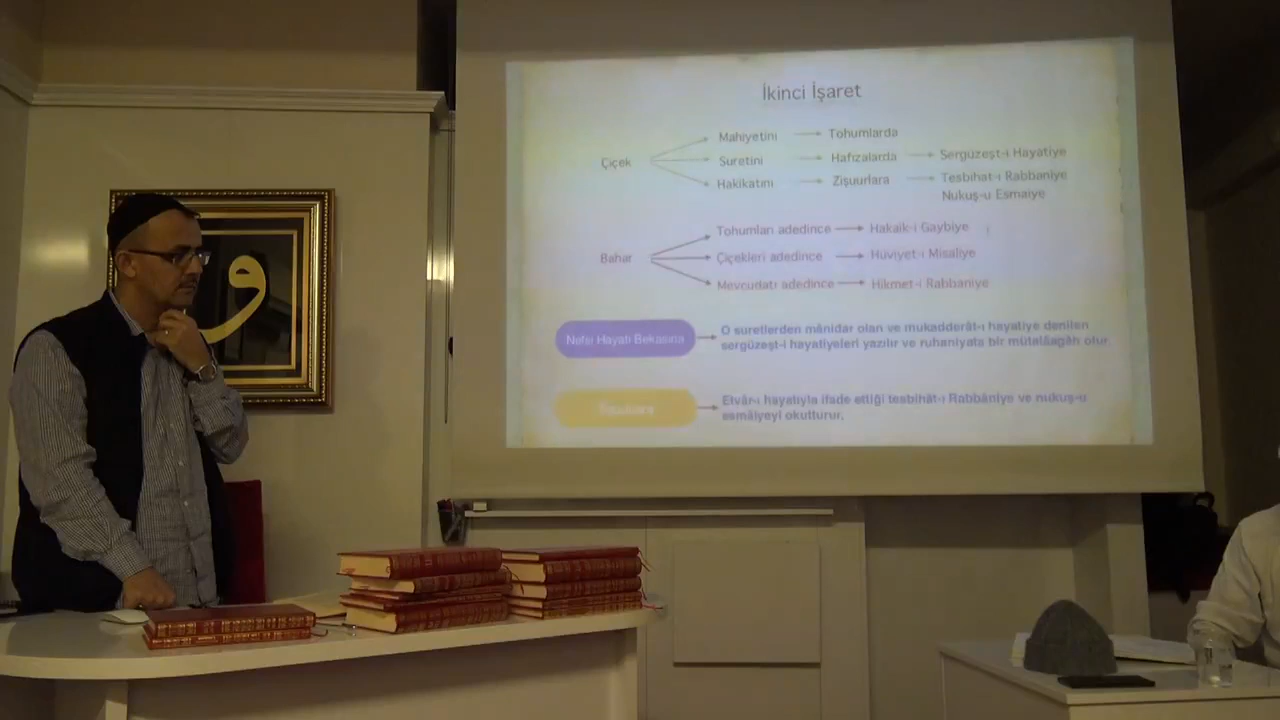 İkinci İşaret
Çiçek
Mahiyetini → Tohumlarda
Suretini → Hafızalarda → Sergüzeşt-i Hayatiye
Hakikatını → Zişuurlara → Tesbihat-ı Rabbaniye
Nukuş-u Esmaiye
Bahar
Tohumları adedince → Hakaik-i Gaybiye
Çiçekleri adedince → Hüviyet-i Misaliye
Mevcudatı adedince → Hikmet-i Rabbaniye
Hayatı Bekasına
O suretlerden mânidar olan ve mukadderât-ı hayatiye denilen
sergüzeşt-i hayatiyeleri yazılır ve ruhaniyata bir mütalâagâh olur.
Etvâr-ı hayatıyla ifade ettiği tesbihât-ı Rabbâniye ve nukuş-u
esmâiyeyi okutturur.
و